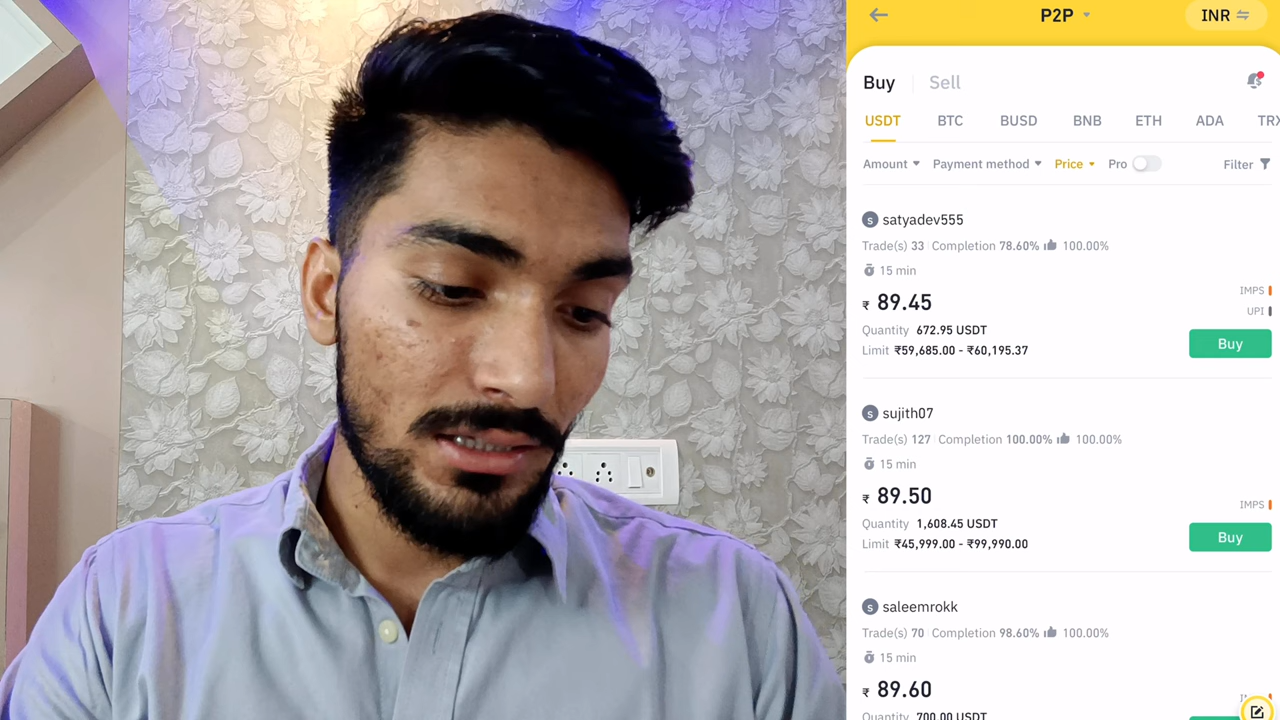 P2P
INR
Buy Sell
USDT BTC BUSD BNB ETH ADA TRX
Amount Payment method Price Pro Filter
s satyadev555
Trade(s) 33 Completion 78.60% 100.00%
15 min
₹ 89.45
IMPS
UPI
Quantity 672.95 USDT
Limit ₹59,685.00 - ₹60,195.37
Buy
s sujith07
Trade(s) 127 Completion 100.00% 100.00%
15 min
₹ 89.50
IMPS
Quantity 1,608.45 USDT
Limit ₹45,999.00 - ₹99,990.00
Buy
s saleemrokk
Trade(s) 70 Completion 98.60% 100.00%
15 min
₹ 89.60
Quantity 700.00 USDT